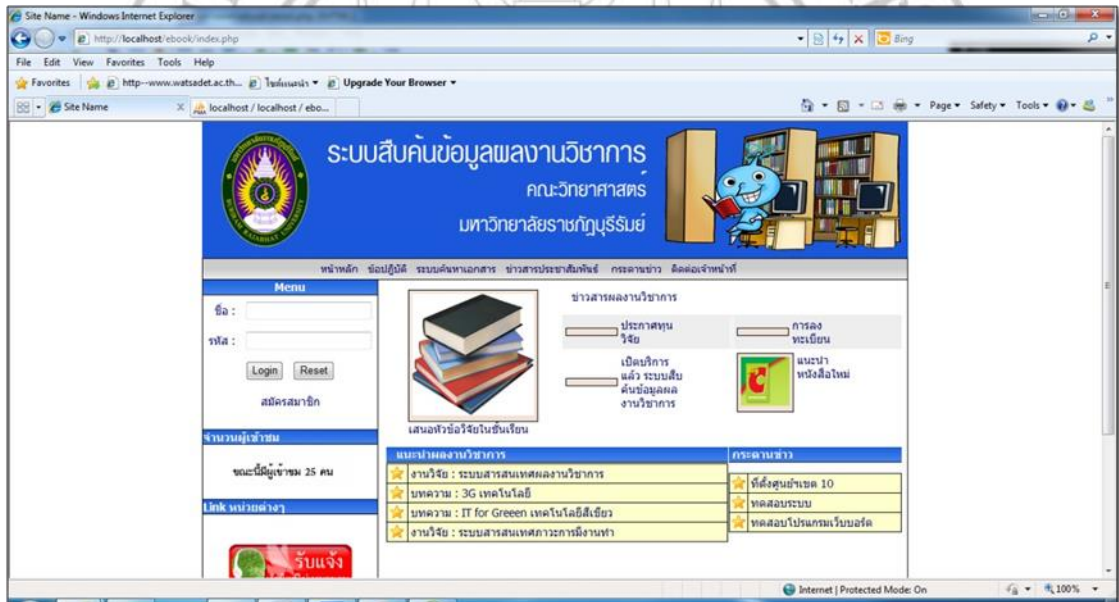 Site Name - Windows Internet Explorer
http://localhost/ebook/index.php
Bing
File Edit View Favorites Tools Help
Favorites http--www.watsadet.ac.th... ไซต์แนะนำ Upgrade Your Browser
Site Name localhost / localhost / ebo... Page Safety Tools
ระบบสืบค้นข้อมูลผลงานวิชาการ
คณะวิทยาศาสตร์
มหาวิทยาลัยราชภัฏบุรีรัมย์
หน้าหลัก ข้อปฏิบัติ ระบบค้นหาเอกสาร ข่าวสารประชาสัมพันธ์ กระดานข่าว ติดต่อเจ้าหน้าที่
Menu
ชื่อ :
รหัส :
Login Reset
สมัครสมาชิก
จำนวนผู้เข้าชม
ขณะนี้มีผู้เข้าชม 25 คน
Link หน่วยต่างๆ
รับแจ้ง
เสนอหัวข้อวิจัยในชั้นเรียน
ข่าวสารผลงานวิชาการ
ประกาศทุน
วิจัย
การลง
ทะเบียน
เปิดบริการ
แล้ว ระบบสืบ
ค้นข้อมูลผล
งานวิชาการ
แนะนำ
หนังสือใหม่
แนะนำผลงานวิชาการ
งานวิจัย : ระบบสารสนเทศผลงานวิชาการ
บทความ : 3G เทคโนโลยี
บทความ : IT for Greeen เทคโนโลยีสีเขียว
งานวิจัย : ระบบสารสนเทศภาวะการมีงานทำ
กระดานข่าว
ที่ตั้งศูนย์ฯเขต 10
ทดสอบระบบ
ทดสอบโปรแกรมเว็บบอร์ด
Internet | Protected Mode: On 100%